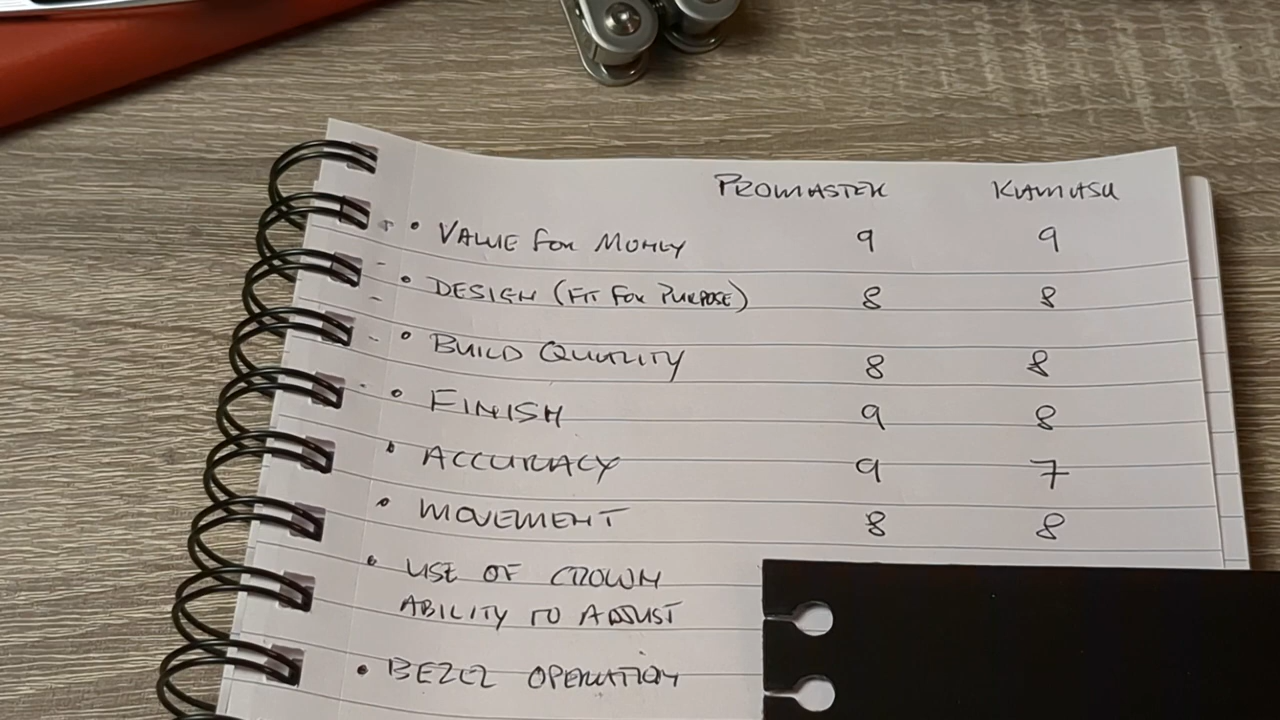 PROMASTER KAMUTSU
• VALUE FOR MONEY 9 9
• DESIGN (FIT FOR PURPOSE) 8 8
• BUILD QUALITY 8 8
• FINISH 9 8
• ACCURACY 9 7
• MOVEMENT 8 8
• USE OF CROWN
ABILITY TO ADJUST
• BEZEL OPERATION